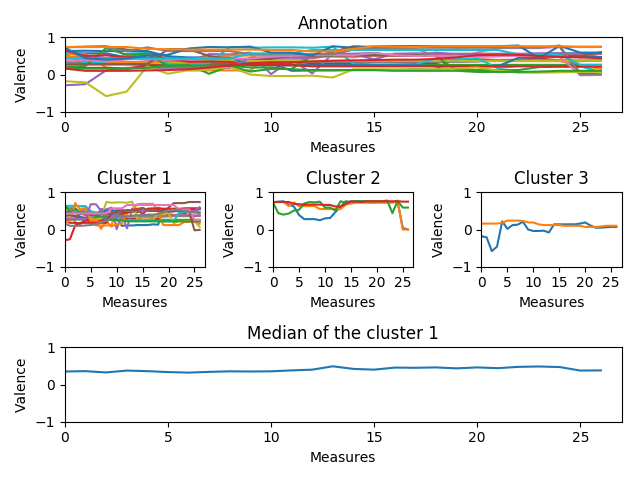 Annotation
Valence
1
0
−1
0 5 10 15 20 25
Measures
Cluster 1 Cluster 2 Cluster 3
Valence Valence Valence
1 1 1
0 0 0
−1 −1 −1
0 5 10 15 20 25 0 5 10 15 20 25 0 5 10 15 20 25
Measures Measures Measures
Median of the cluster 1
Valence
1
0
−1
0 5 10 15 20 25
Measures